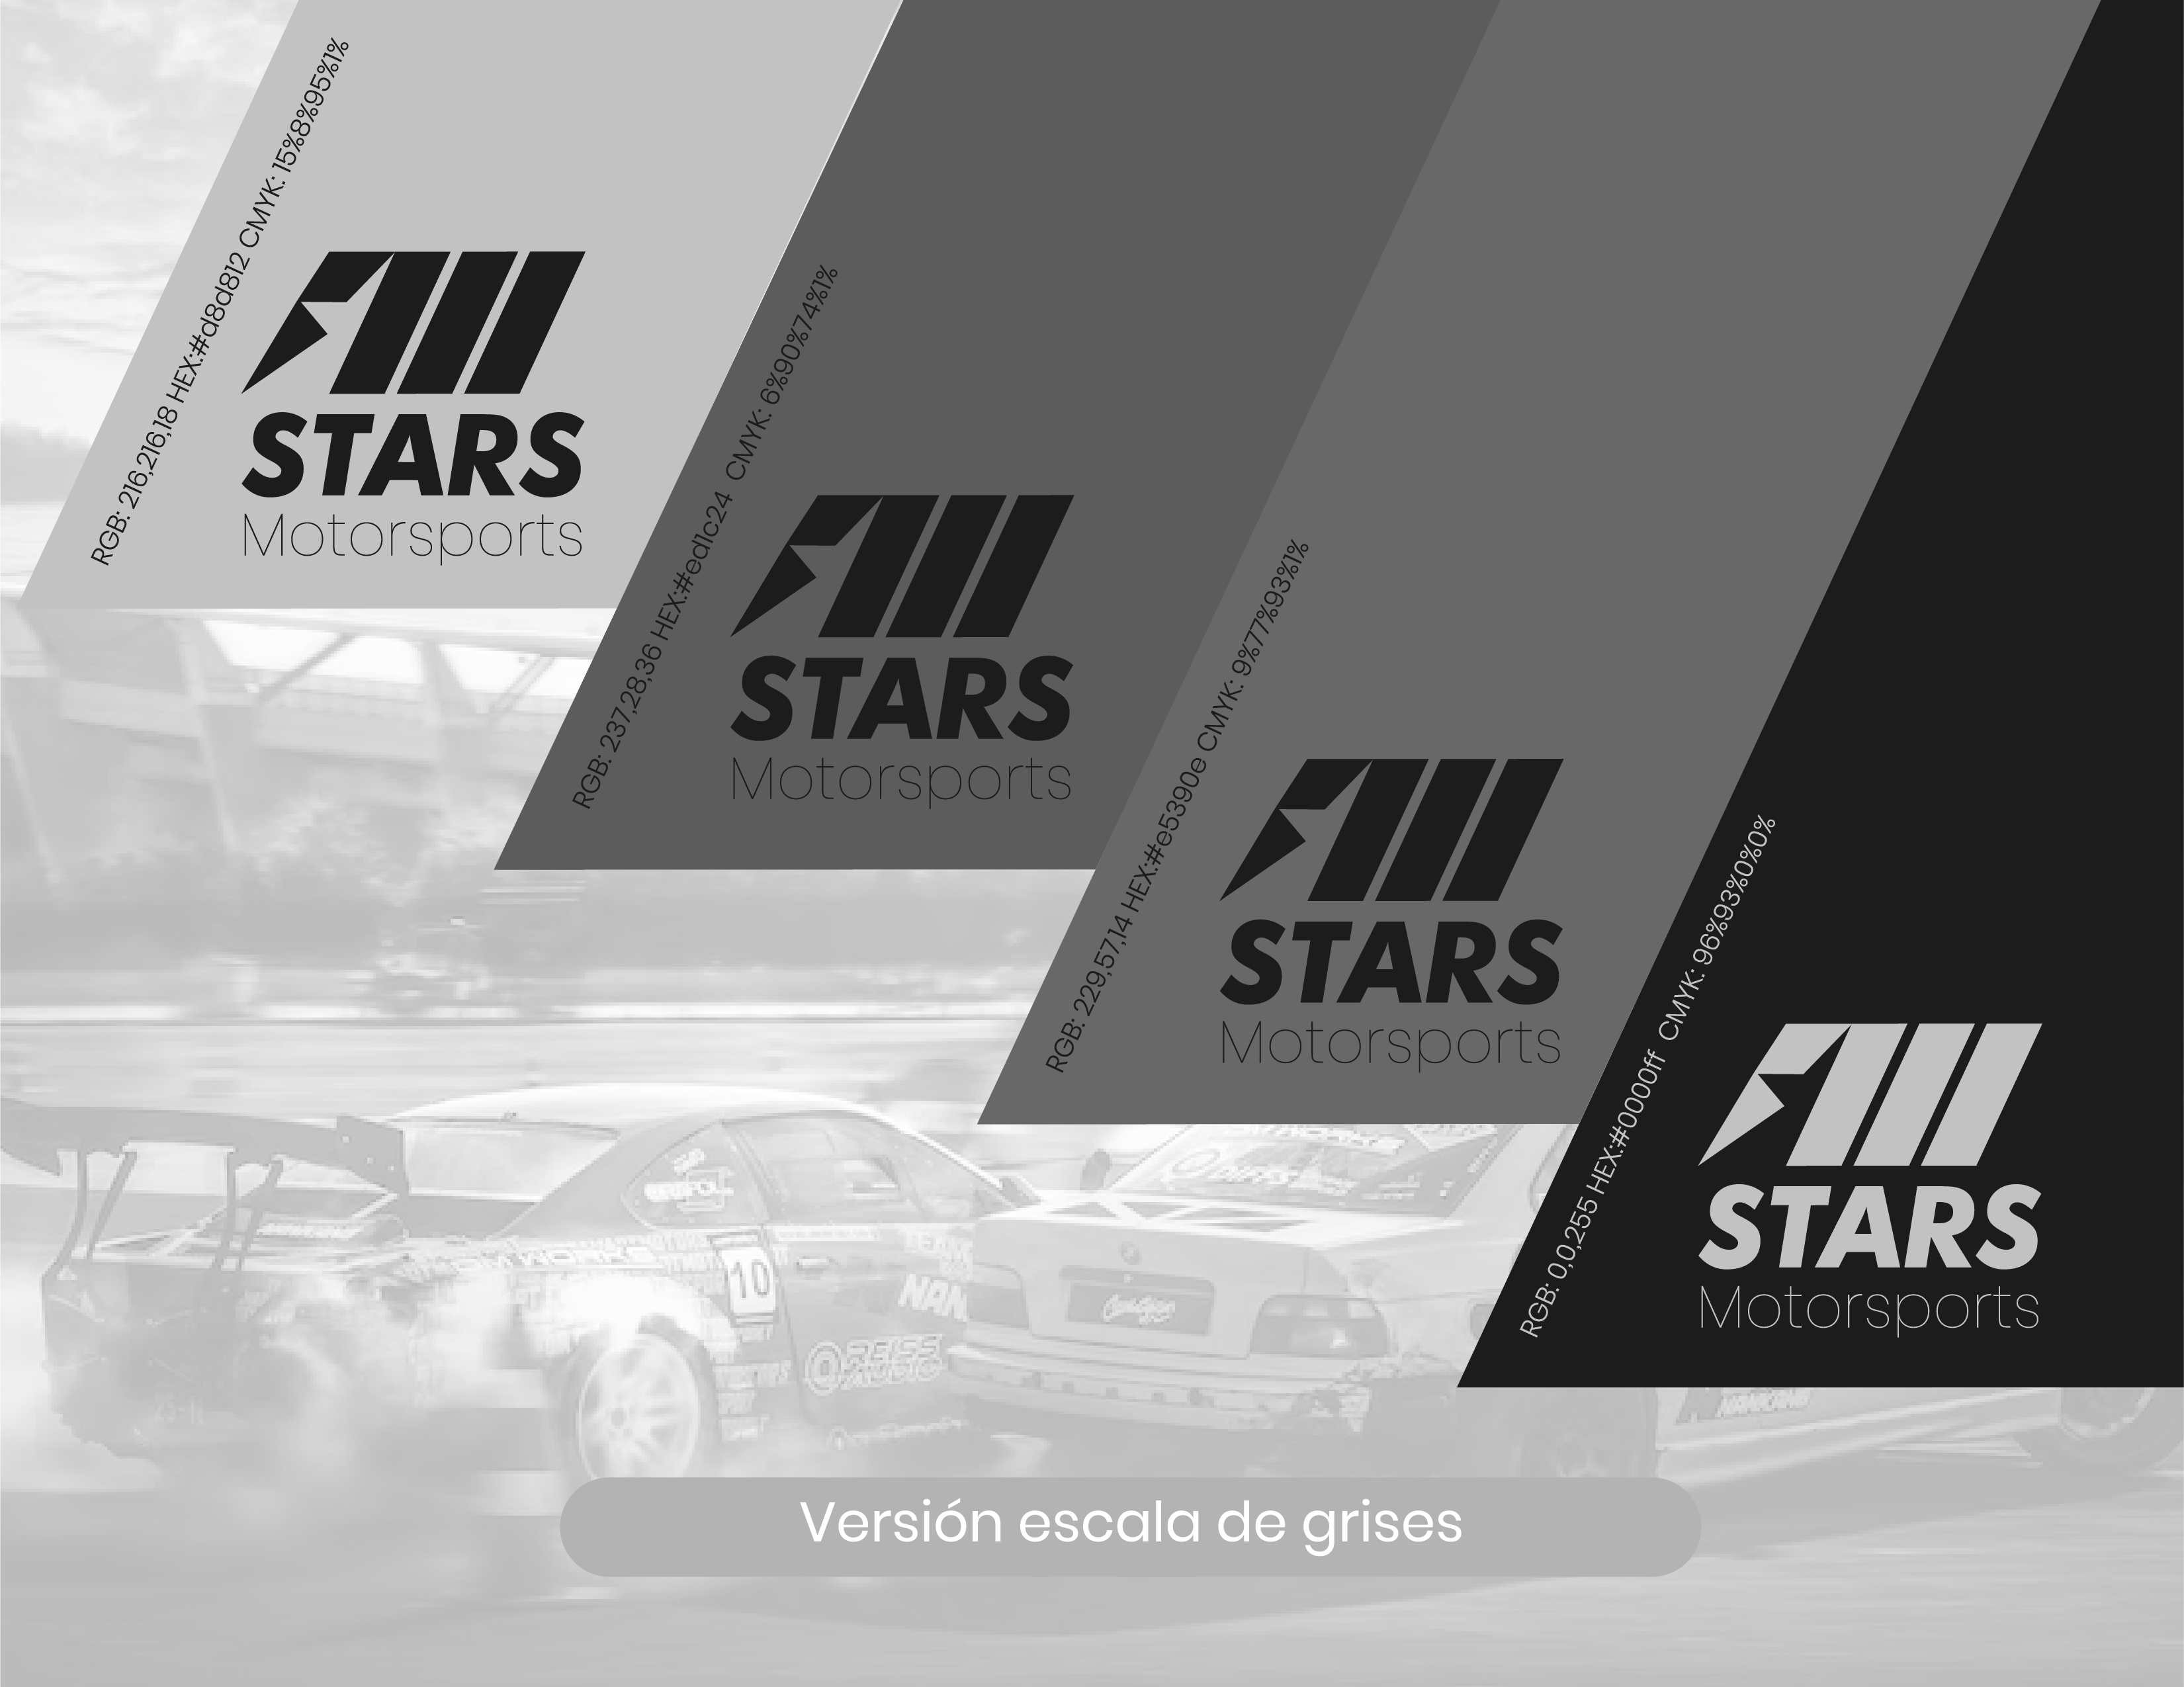 RGB: 216,216,18 HEX:#d8d812 CMYK: 15%8%95%1%
STARS
Motorsports
RGB: 237,28,36 HEX:#ed1c24 CMYK: 6%90%74%1%
STARS
Motorsports
RGB: 229,57,14 HEX:#e5390e CMYK: 9%77%93%1%
STARS
Motorsports
RGB: 0,0,255 HEX:#0000ff CMYK: 96%93%0%0%
STARS
Motorsports
10
NAN
Versión escala de grises